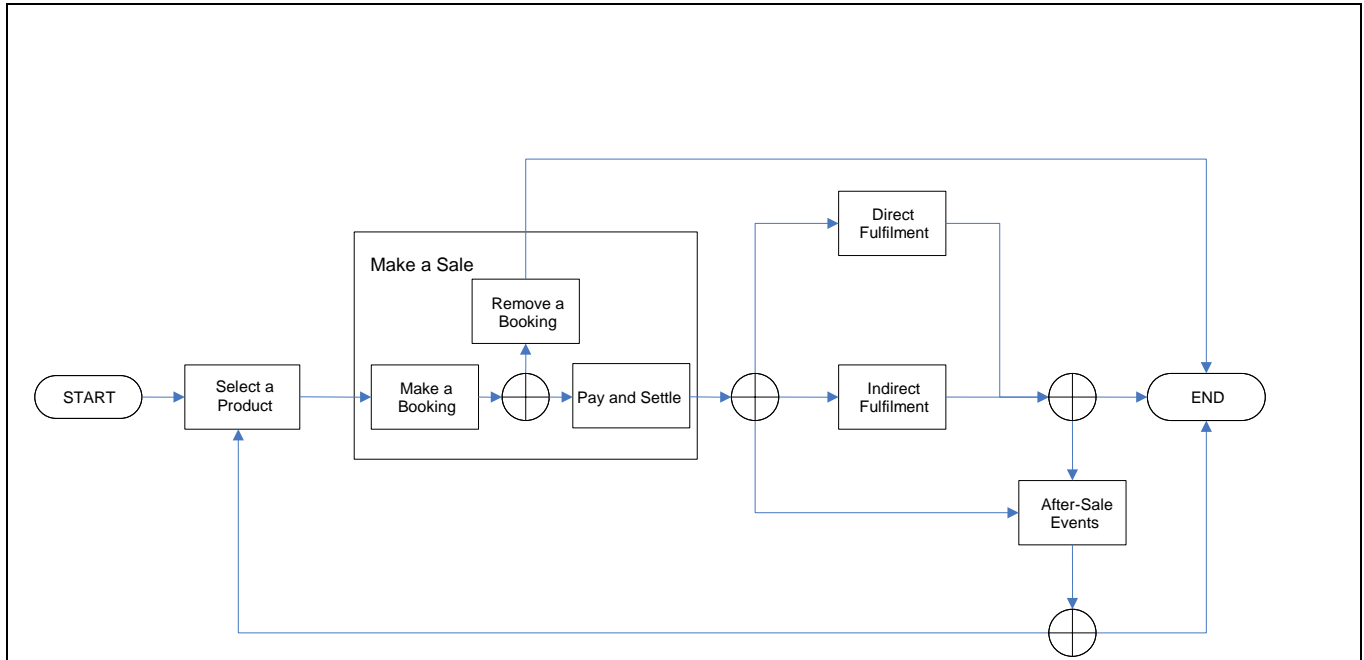 Direct
Fulfilment
Make a Sale
Remove a
Booking
START
Select a
Product
Make a
Booking
Pay and Settle
Indirect
Fulfilment
END
After-Sale
Events